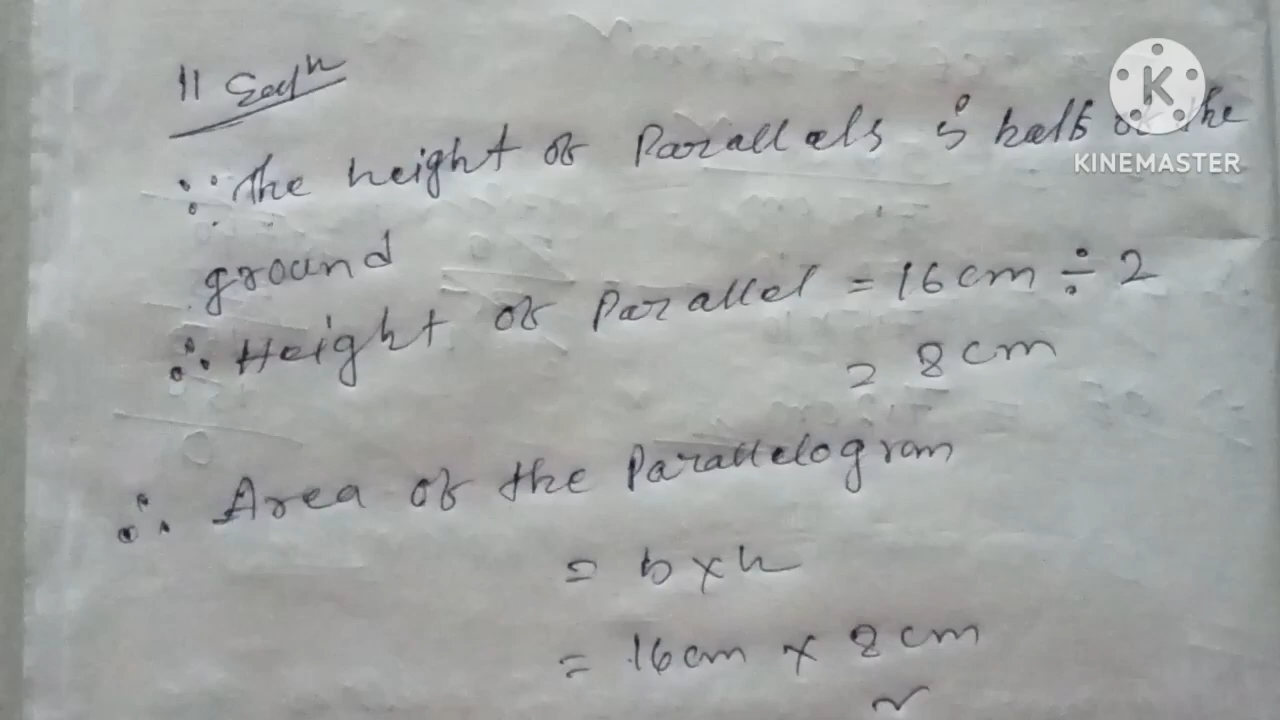 11 Sol^n
∵ The height of Parallels is half of the
ground
∴ Height of Parallel = 16cm ÷ 2
= 8cm
∴ Area of the Parallelogram
= b×h
= 16cm × 8cm
K
KINEMASTER